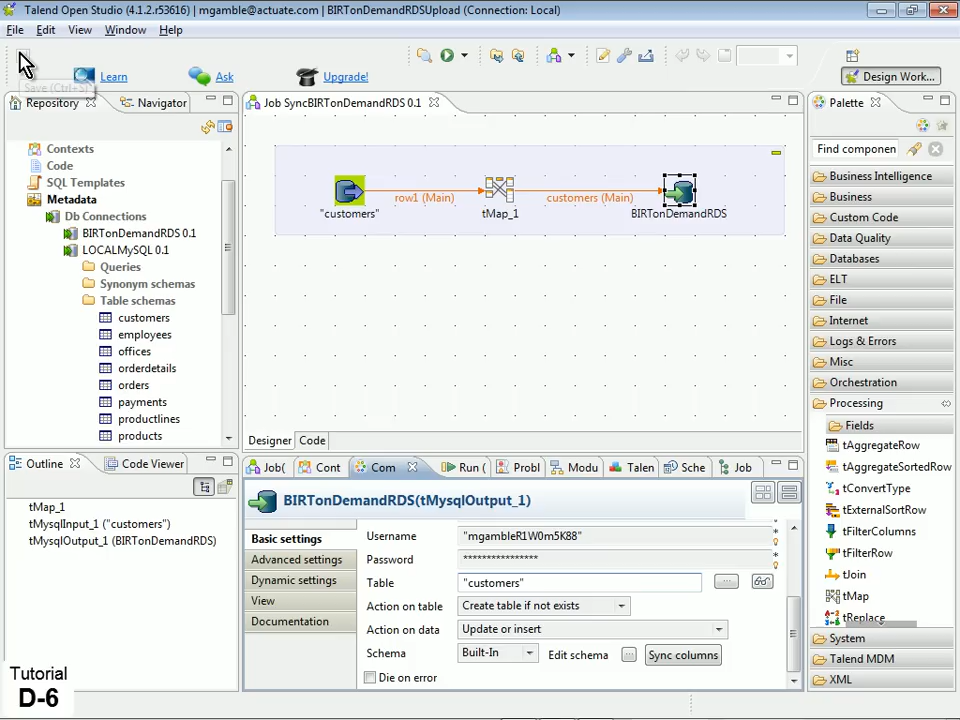 Talend Open Studio (4.1.2.r53616) | mgamble@actuate.com | BIRTonDemandRDSUpload (Connection: Local)
File Edit View Window Help
Learn Ask Upgrade! Design Work...
Save (Ctrl+S)
Repository Navigator
Contexts
Code
SQL Templates
Metadata
Db Connections
BIRTonDemandRDS 0.1
LOCALMySQL 0.1
Queries
Synonym schemas
Table schemas
customers
employees
offices
orderdetails
orders
payments
productlines
products
Job SyncBIRTonDemandRDS 0.1
row1 (Main) customers (Main)
"customers" tMap_1 BIRTonDemandRDS
Designer Code
Palette
Find componen
Business Intelligence
Business
Custom Code
Data Quality
Databases
ELT
File
Internet
Logs & Errors
Misc
Orchestration
Processing
Fields
tAggregateRow
tAggregateSortedRow
tConvertType
tExternalSortRow
tFilterColumns
tFilterRow
tJoin
tMap
tReplace
System
Talend MDM
XML
Outline Code Viewer
tMap_1
tMysqlInput_1 ("customers")
tMysqlOutput_1 (BIRTonDemandRDS)
Job( Cont Com Run ( Probl Modu Talen Sche Job
BIRTonDemandRDS(tMysqlOutput_1)
Basic settings
Advanced settings
Dynamic settings
View
Documentation
Username "mgambleR1W0m5K88" *
Password **************** *
Table "customers" ...
Action on table Create table if not exists
Action on data Update or insert
Schema Built-In Edit schema ... Sync columns
Die on error
Tutorial
D-6